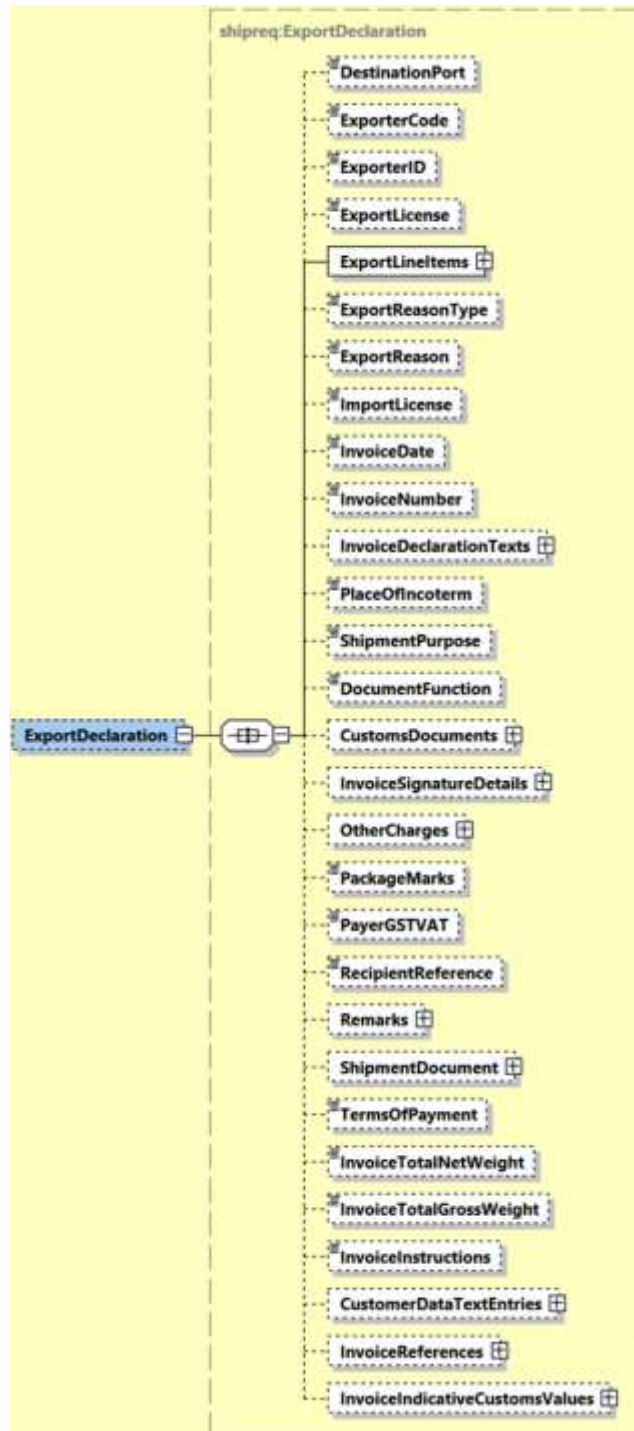 shipreq:ExportDeclaration
DestinationPort
ExporterCode
ExporterID
ExportLicense
ExportLineItems
ExportReasonType
ExportReason
ImportLicense
InvoiceDate
InvoiceNumber
InvoiceDeclarationTexts
PlaceOfIncoterm
ShipmentPurpose
DocumentFunction
ExportDeclaration
CustomsDocuments
InvoiceSignatureDetails
OtherCharges
PackageMarks
PayerGSTVAT
RecipientReference
Remarks
ShipmentDocument
TermsOfPayment
InvoiceTotalNetWeight
InvoiceTotalGrossWeight
InvoiceInstructions
CustomerDataTextEntries
InvoiceReferences
InvoiceIndicativeCustomsValues